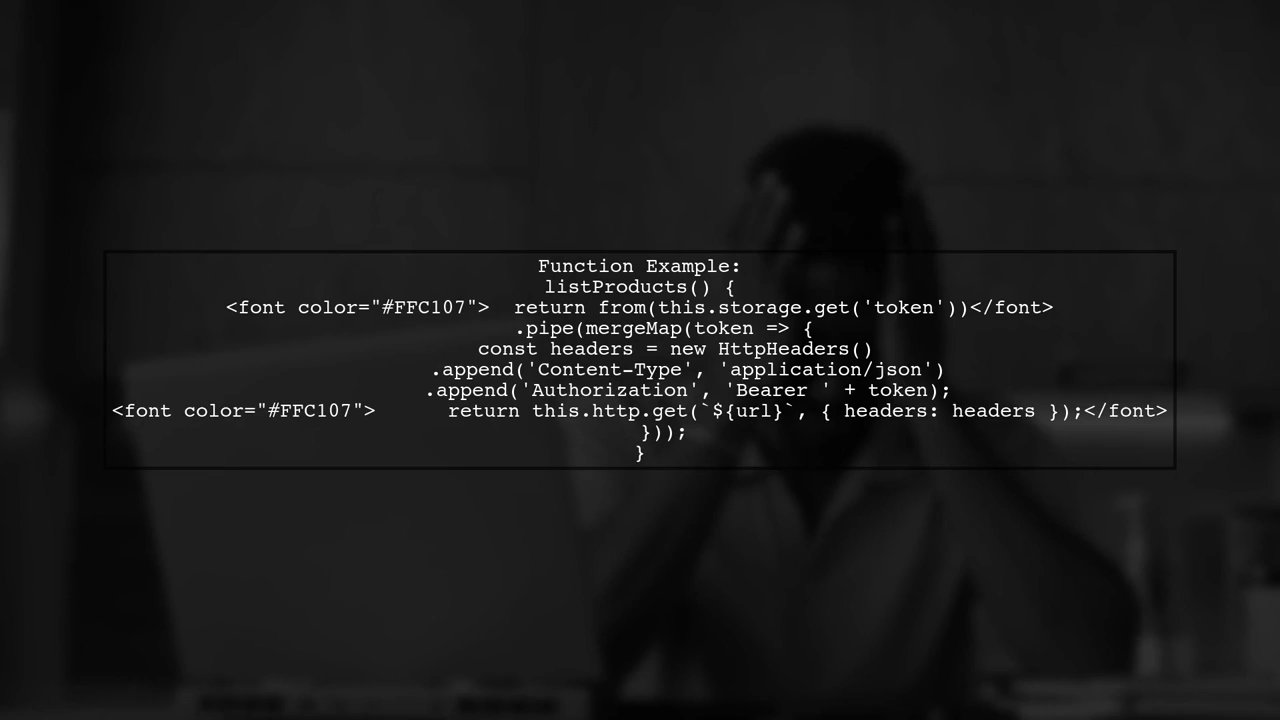 Function Example:
listProducts() {
<font color="#FFC107">  return from(this.storage.get('token'))</font>
.pipe(mergeMap(token => {
const headers = new HttpHeaders()
.append('Content-Type', 'application/json')
.append('Authorization', 'Bearer ' + token);
<font color="#FFC107">      return this.http.get(`${url}`, { headers: headers });</font>
}));
}